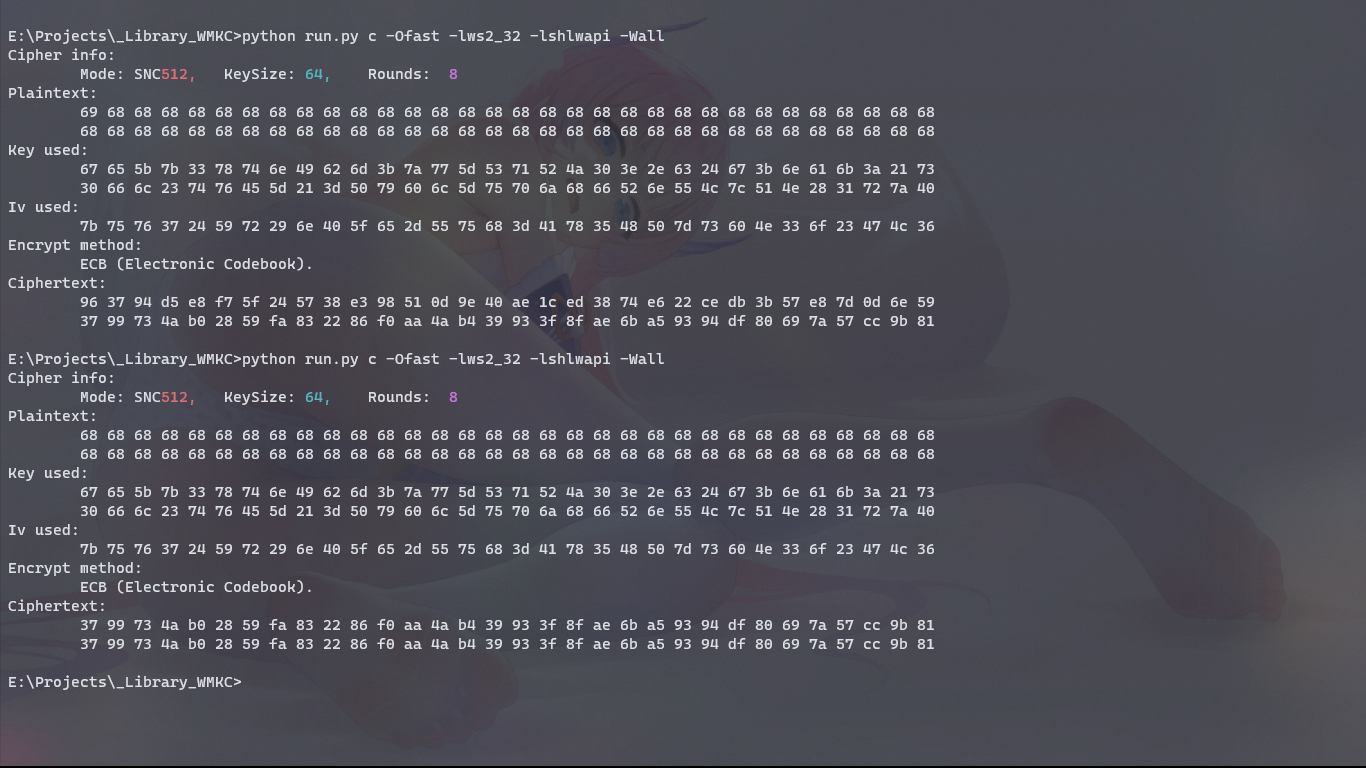 E:\Projects\_Library_WMKC>python run.py c -Ofast -lws2_32 -lshlwapi -Wall
Cipher info:
Mode: SNC512, KeySize: 64, Rounds: 8
Plaintext:
69 68 68 68 68 68 68 68 68 68 68 68 68 68 68 68 68 68 68 68 68 68 68 68 68 68 68 68 68 68 68 68
68 68 68 68 68 68 68 68 68 68 68 68 68 68 68 68 68 68 68 68 68 68 68 68 68 68 68 68 68 68 68 68
Key used:
67 65 5b 7b 33 78 74 6e 49 62 6d 3b 7a 77 5d 53 71 52 4a 30 3e 2e 63 24 67 3b 6e 61 6b 3a 21 73
30 66 6c 23 74 76 45 5d 21 3d 50 79 60 6c 5d 75 70 6a 68 66 52 6e 55 4c 7c 51 4e 28 31 72 7a 40
Iv used:
7b 75 76 37 24 59 72 29 6e 40 5f 65 2d 55 75 68 3d 41 78 35 48 50 7d 73 60 4e 33 6f 23 47 4c 36
Encrypt method:
ECB (Electronic Codebook).
Ciphertext:
96 37 94 d5 e8 f7 5f 24 57 38 e3 98 51 0d 9e 40 ae 1c ed 38 74 e6 22 ce db 3b 57 e8 7d 0d 6e 59
37 99 73 4a b0 28 59 fa 83 22 86 f0 aa 4a b4 39 93 3f 8f ae 6b a5 93 94 df 80 69 7a 57 cc 9b 81
E:\Projects\_Library_WMKC>python run.py c -Ofast -lws2_32 -lshlwapi -Wall
Cipher info:
Mode: SNC512, KeySize: 64, Rounds: 8
Plaintext:
68 68 68 68 68 68 68 68 68 68 68 68 68 68 68 68 68 68 68 68 68 68 68 68 68 68 68 68 68 68 68 68
68 68 68 68 68 68 68 68 68 68 68 68 68 68 68 68 68 68 68 68 68 68 68 68 68 68 68 68 68 68 68 68
Key used:
67 65 5b 7b 33 78 74 6e 49 62 6d 3b 7a 77 5d 53 71 52 4a 30 3e 2e 63 24 67 3b 6e 61 6b 3a 21 73
30 66 6c 23 74 76 45 5d 21 3d 50 79 60 6c 5d 75 70 6a 68 66 52 6e 55 4c 7c 51 4e 28 31 72 7a 40
Iv used:
7b 75 76 37 24 59 72 29 6e 40 5f 65 2d 55 75 68 3d 41 78 35 48 50 7d 73 60 4e 33 6f 23 47 4c 36
Encrypt method:
ECB (Electronic Codebook).
Ciphertext:
37 99 73 4a b0 28 59 fa 83 22 86 f0 aa 4a b4 39 93 3f 8f ae 6b a5 93 94 df 80 69 7a 57 cc 9b 81
37 99 73 4a b0 28 59 fa 83 22 86 f0 aa 4a b4 39 93 3f 8f ae 6b a5 93 94 df 80 69 7a 57 cc 9b 81
E:\Projects\_Library_WMKC>